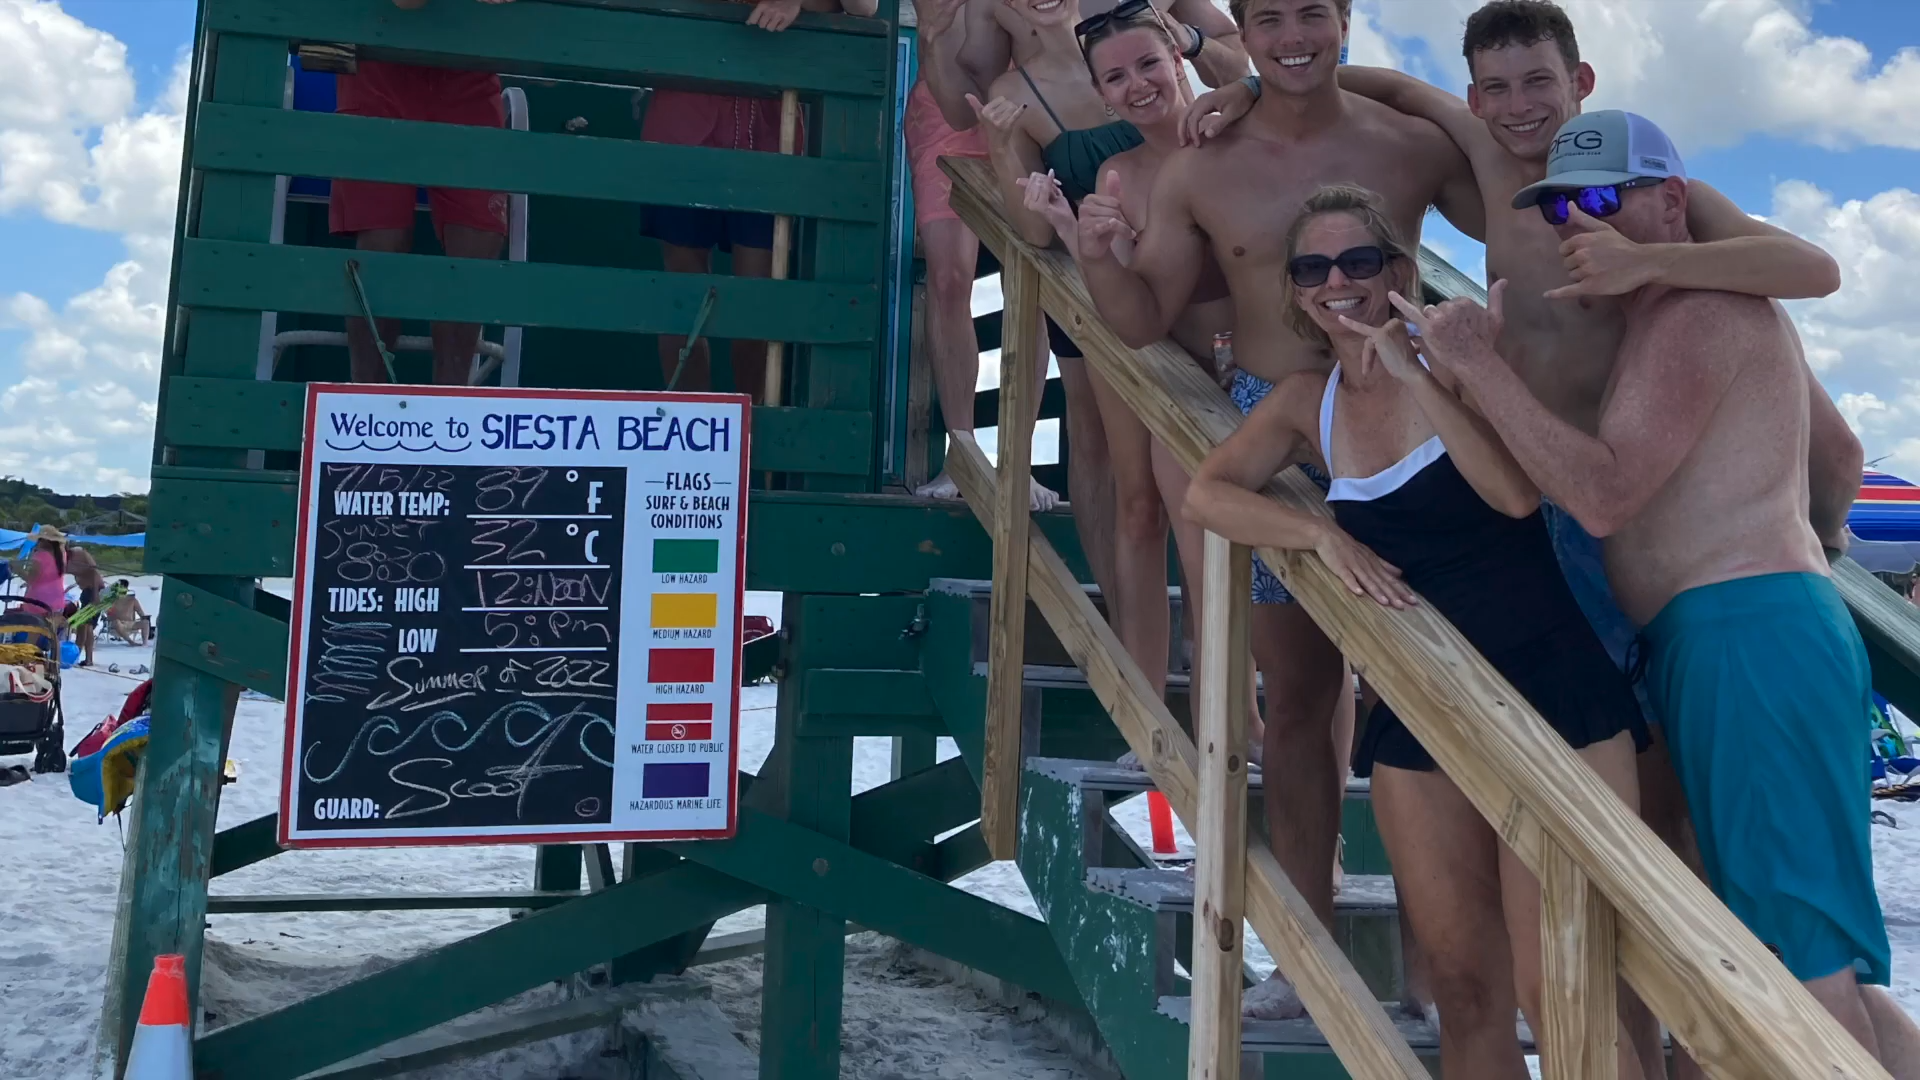 PFG
Welcome to SIESTA BEACH
7/5/22
WATER TEMP: 89 °F
32 °C
SUNSET
8:30
TIDES: HIGH 12:NOON
LOW 5:Pm
Summer of 2022
GUARD: Scoot
FLAGS
SURF & BEACH
CONDITIONS
LOW HAZARD
MEDIUM HAZARD
HIGH HAZARD
WATER CLOSED TO PUBLIC
HAZARDOUS MARINE LIFE